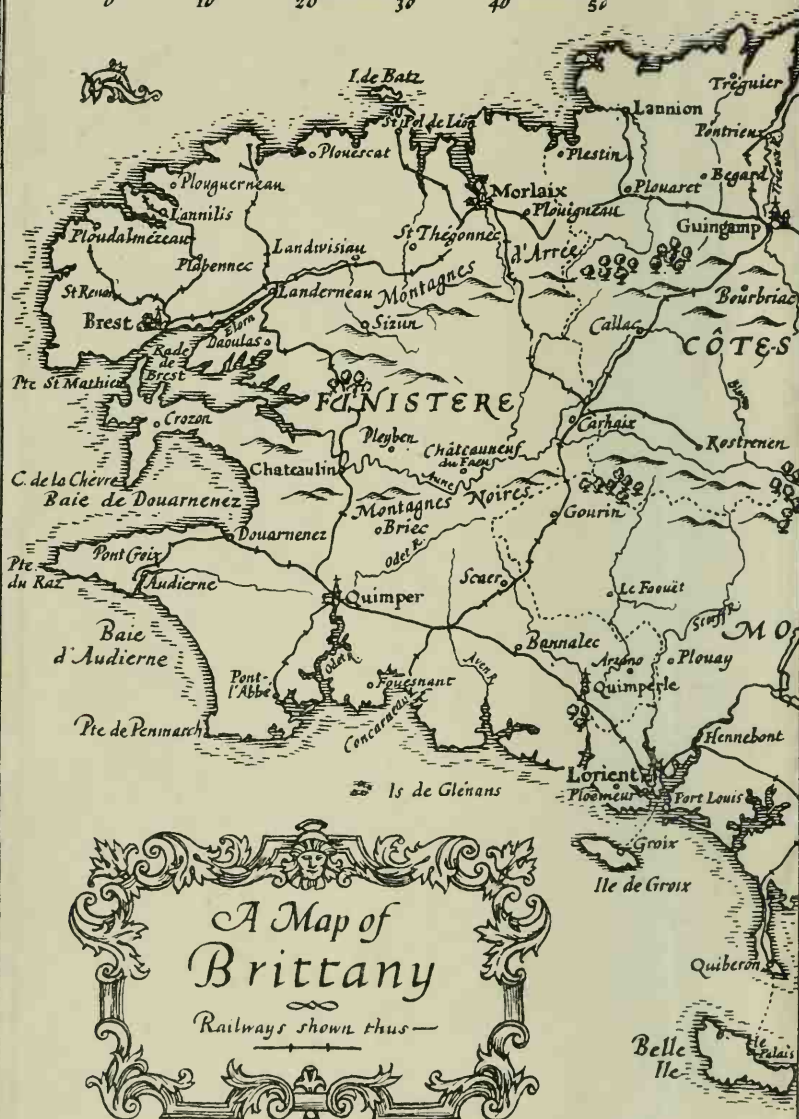 0 10 20 30 40 50
I. de Batz
St Pol de Léon
Tréguier
Lannion
Pontrieux
Plouescat
Plestin
Begard
Trieux R.
Plouguerneau
Morlaix
Plouaret
Lannilis
Plouigneau
Guingamp
Ploudalmézeau
St Thégonnec
d'Arrée
Plabennec
Landivisiau
St Renan
Landerneau
Montagnes
Bourbriac
Brest
Elorn
Sizun
Callac
Daoulas
CÔTES
Rade
de
Brest
Pte St Mathieu
FINISTÈRE
Blavet
Crozon
Carhaix
Pleyben
Châteauneuf
du Faou
Rostrenen
Chateaulin
Aune
C. de la Chèvre
Baie de Douarnenez
Montagnes Noires
Gourin
Briec
Douarnenez
Pont Croix
Odet R.
Pte
du Raz
Audierne
Scaer
Le Faouët
Quimper
Scorff R.
MO
Baie
d'Audierne
Bannalec
Arzano
Plouay
Aven R.
Odet R.
Pont-
l'Abbé
Fouesnant
Quimperle
Concarneau
Pte de Penmarch
Hennebont
Lorient
Is de Glénans
Ploemeur
Port Louis
Groix
Ile de Groix
A Map of
Brittany
Railways shown thus
Quiberon
Belle
Ile
le
Palais